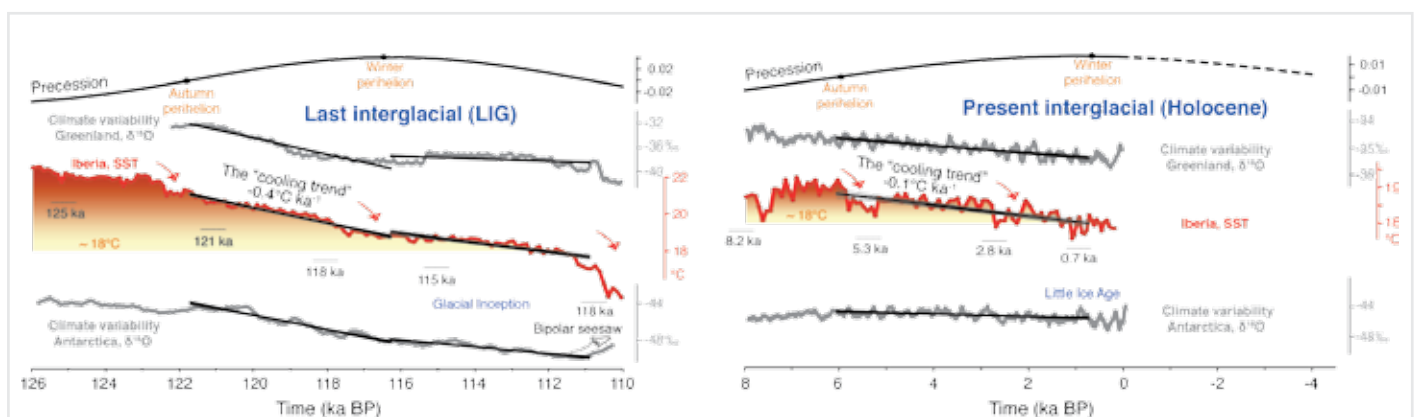 Precession
Autumn
perihelion
Winter
perihelion
0.02
-0.02
Last interglacial (LIG)
Climate variability
Greenland, δ¹⁸O
-32
-36‰
-40
Iberia, SST
The "cooling trend"
-0.4°C ka⁻¹
22
20
18
°C
125 ka
~ 18°C
121 ka
118 ka
115 ka
118 ka
Glacial Inception
Climate variability
Antarctica, δ¹⁸O
Bipolar seesaw
-44
-48‰
126
124
122
120
118
116
114
112
110
Time (ka BP)
Precession
Autumn
perihelion
Winter
perihelion
0.01
-0.01
Present interglacial (Holocene)
Climate variability
Greenland, δ¹⁸O
-34
-35‰
-36
The "cooling trend"
-0.1°C ka⁻¹
~ 18°C
Iberia, SST
19
18
°C
8.2 ka
5.3 ka
2.8 ka
0.7 ka
Little Ice Age
Climate variability
Antarctica, δ¹⁸O
-44
-48‰
8
6
4
2
0
-2
-4
Time (ka BP)